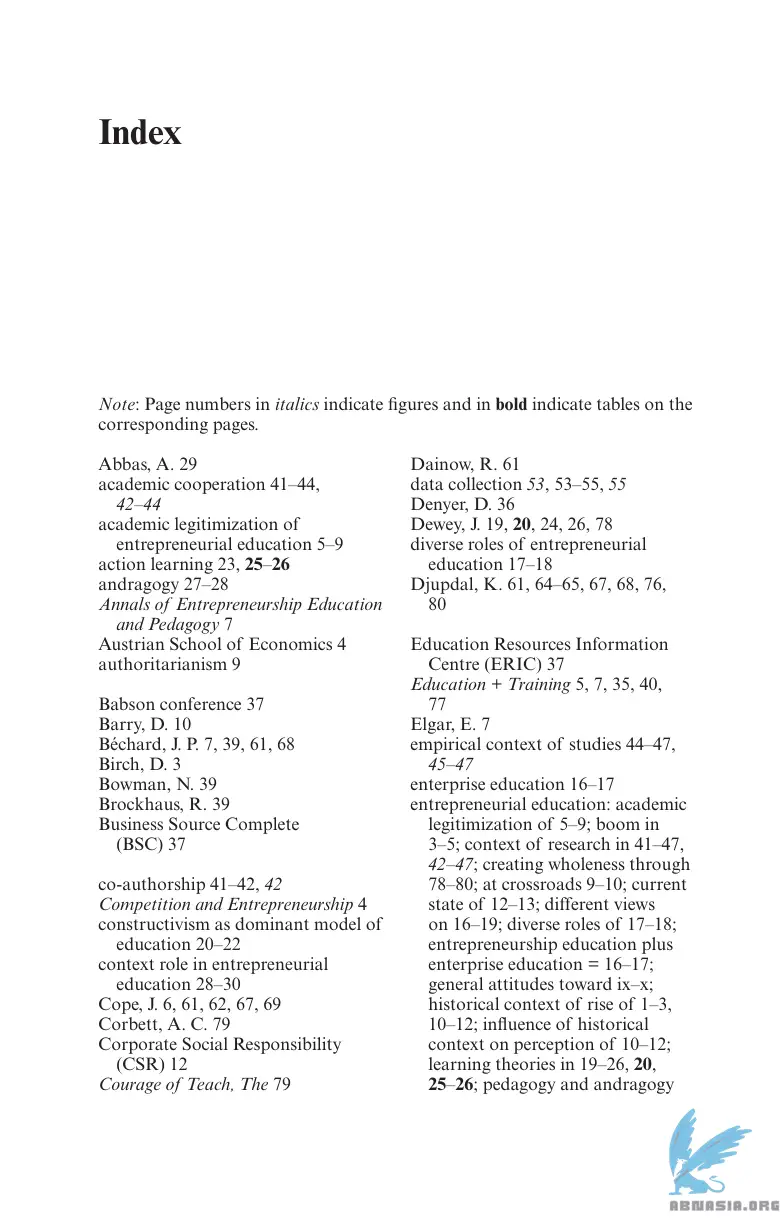 Index
Note: Page numbers in italics indicate figures and in bold indicate tables on the
corresponding pages.
Abbas, A. 29
academic cooperation 41–44,
42–44
academic legitimization of
entrepreneurial education 5–9
action learning 23, 25–26
andragogy 27–28
Annals of Entrepreneurship Education
and Pedagogy 7
Austrian School of Economics 4
authoritarianism 9
Babson conference 37
Barry, D. 10
Béchard, J. P. 7, 39, 61, 68
Birch, D. 3
Bowman, N. 39
Brockhaus, R. 39
Business Source Complete
(BSC) 37
co-authorship 41–42, 42
Competition and Entrepreneurship 4
constructivism as dominant model of
education 20–22
context role in entrepreneurial
education 28–30
Cope, J. 6, 61, 62, 67, 69
Corbett, A. C. 79
Corporate Social Responsibility
(CSR) 12
Courage of Teach, The 79
Dainow, R. 61
data collection 53, 53–55, 55
Denyer, D. 36
Dewey, J. 19, 20, 24, 26, 78
diverse roles of entrepreneurial
education 17–18
Djupdal, K. 61, 64–65, 67, 68, 76,
80
Education Resources Information
Centre (ERIC) 37
Education + Training 5, 7, 35, 40,
77
Elgar, E. 7
empirical context of studies 44–47,
45–47
enterprise education 16–17
entrepreneurial education: academic
legitimization of 5–9; boom in
3–5; context of research in 41–47,
42–47; creating wholeness through
78–80; at crossroads 9–10; current
state of 12–13; different views
on 16–19; diverse roles of 17–18;
entrepreneurship education plus
enterprise education = 16–17;
general attitudes toward ix–x;
historical context of rise of 1–3,
10–12; influence of historical
context on perception of 10–12;
learning theories in 19–26, 20,
25–26; pedagogy and andragogy
ABNASIA.ORG